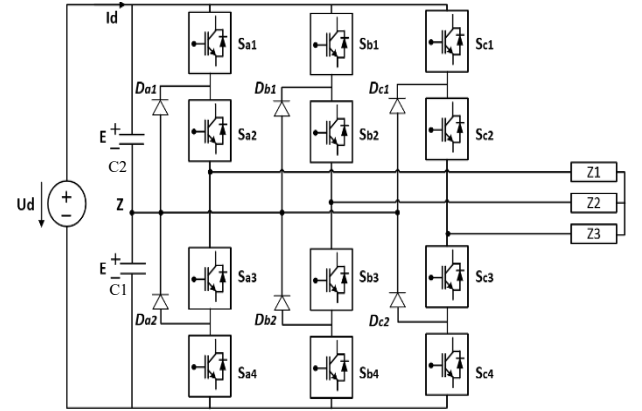 Id
Sa1
Sb1
Sc1
Da1
Db1
Dc1
Sa2
Sb2
Sc2
E
+
−
C2
Z1
Ud
+
−
Z
Z2
Z3
E
+
−
C1
Sa3
Sb3
Sc3
Da2
Db2
Dc2
Sa4
Sb4
Sc4